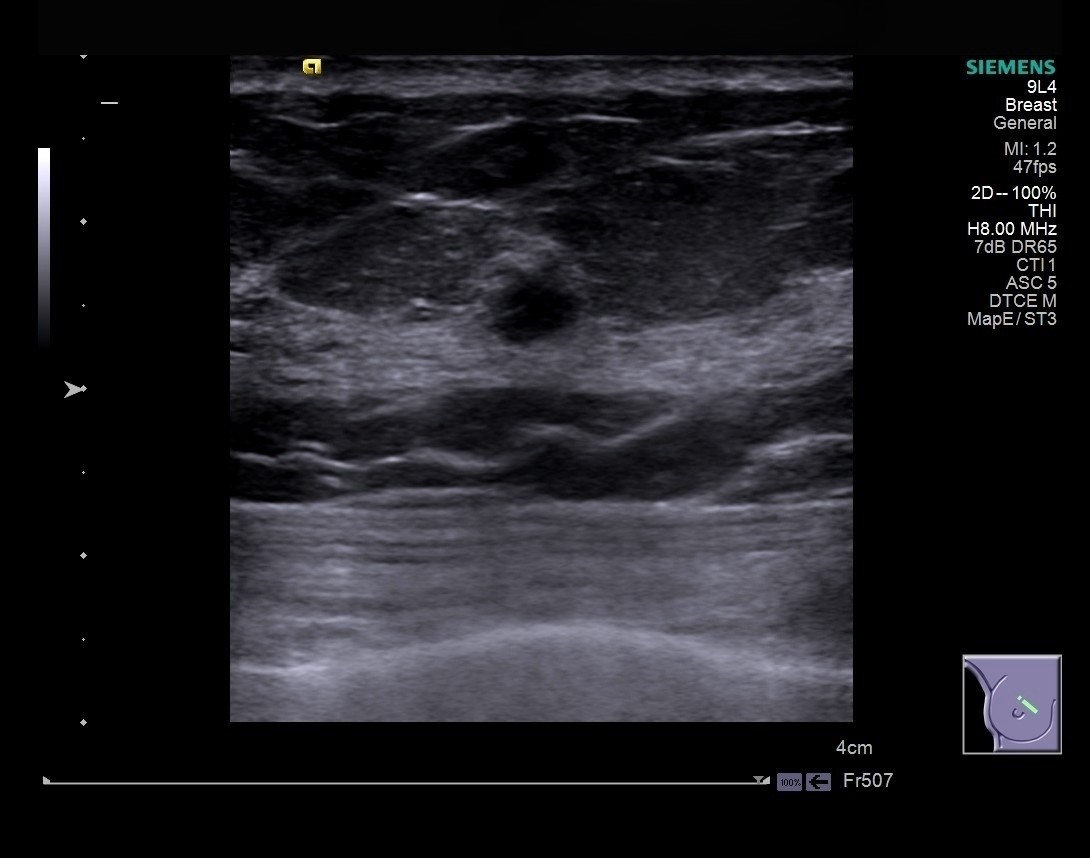 SIEMENS
9L4
Breast
General
MI: 1.2
47fps
2D--100%
THI
H8.00 MHz
7dB DR65
CTI 1
ASC 5
DTCE M
MapE / ST3
4cm
100%
Fr507